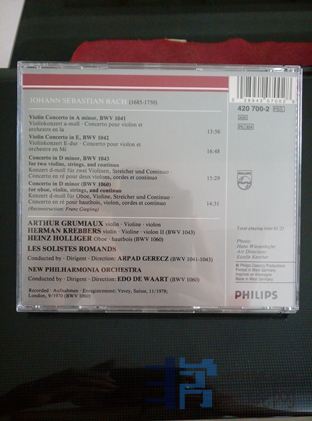 JOHANN SEBASTIAN BACH (1685-1750)
Violin Concerto in A minor, BWV 1041
Violinkonzert a-moll · Concerto pour violon et
orchestre en la
13:56
Violin Concerto in E, BWV 1042
Violinkonzert E-dur · Concerto pour violon et
orchestre en Mi
16:48
Concerto in D minor, BWV 1043
for two violins, strings, and continuo
Konzert d-moll für zwei Violinen, Streicher und Continuo
Concerto en ré pour deux violons, cordes et continuo
15:20
Concerto in D minor (BWV 1060)
for oboe, violin, strings, and continuo
Konzert d-moll für Oboe, Violine, Streicher und Continuo
Concerto en ré pour hautbois, violon, cordes et continuo
14:31
ARTHUR GRUMIAUX violin · Violine · violon
HERMAN KREBBERS violin · violon II (BWV 1043)
HEINZ HOLLIGER oboe · hautbois (BWV 1060)
LES SOLISTES ROMANDS
Conducted by · Dirigent · Direction: ARPAD GERECZ (BWV 1041-1043)
NEW PHILHARMONIA ORCHESTRA
Conducted by · Dirigent · Direction: EDO DE WAART (BWV 1060)
Recorded · Aufnahmen · Enregistrement: Vevey, Suisse, 11/1978;
London, 9/1970 (BWV 1060)
420 700-2
PHILIPS
PHILIPS
Made in West Germany